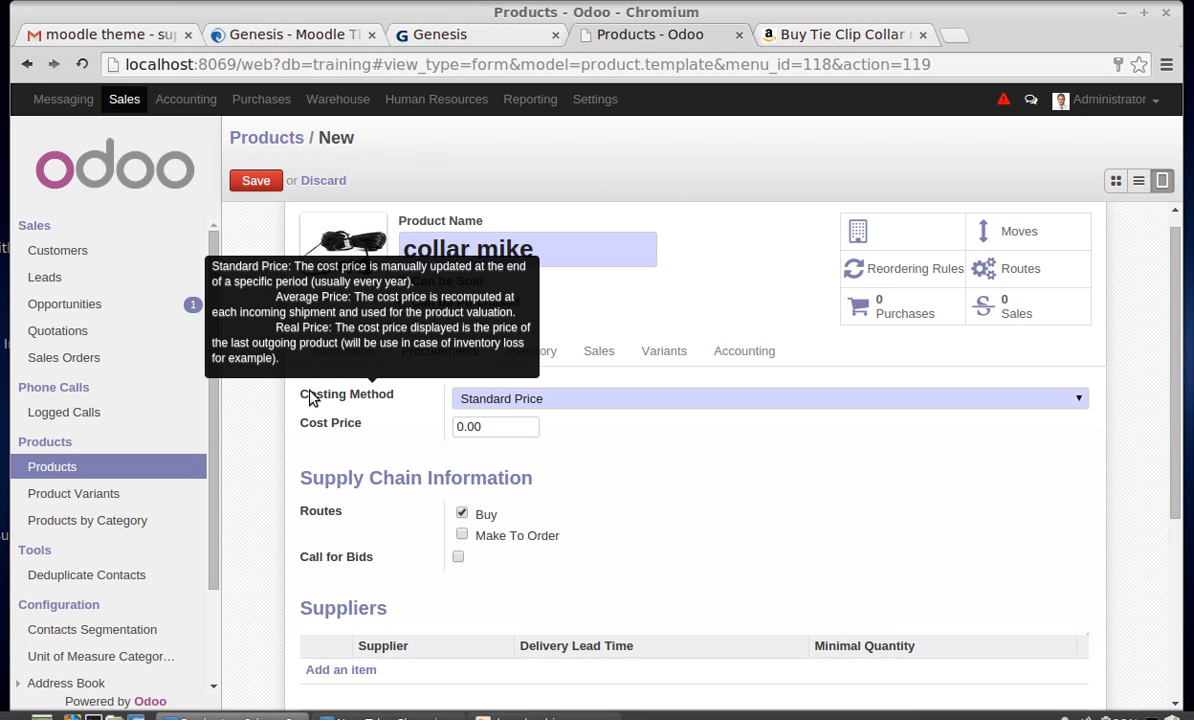 Products - Odoo - Chromium
moodle theme - su
Genesis - Moodle T
Genesis
Products - Odoo
Buy Tie Clip Collar
localhost:8069/web?db=training#view_type=form&model=product.template&menu_id=118&action=119
Messaging Sales Accounting Purchases Warehouse Human Resources Reporting Settings Administrator
odoo
Products / New
Save or Discard
Sales
Customers
Leads
Opportunities 1
Quotations
Sales Orders
Phone Calls
Logged Calls
Products
Products
Product Variants
Products by Category
Tools
Deduplicate Contacts
Configuration
Contacts Segmentation
Unit of Measure Categor...
Address Book
Powered by Odoo
Product Name
collar mike
Can be Sold
Standard Price: The cost price is manually updated at the end
of a specific period (usually every year).
Average Price: The cost price is recomputed at
each incoming shipment and used for the product valuation.
Real Price: The cost price displayed is the price of
the last outgoing product (will be use in case of inventory loss
for example).
Moves
Reordering Rules
Routes
0
Purchases
0
Sales
Information Procurements Inventory Sales Variants Accounting
Costing Method
Standard Price
Cost Price
0.00
Supply Chain Information
Routes
Buy
Make To Order
Call for Bids
Suppliers
Supplier Delivery Lead Time Minimal Quantity
Add an item